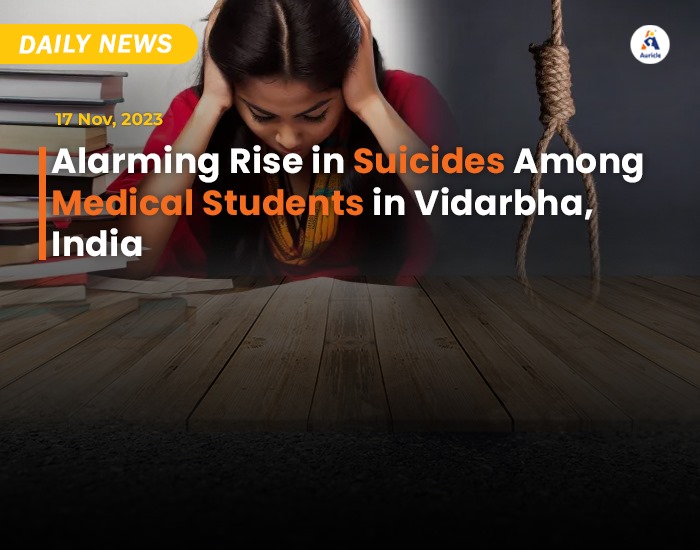 DAILY NEWS
Auricle
17 Nov, 2023
Alarming Rise in Suicides Among
Medical Students in Vidarbha,
India